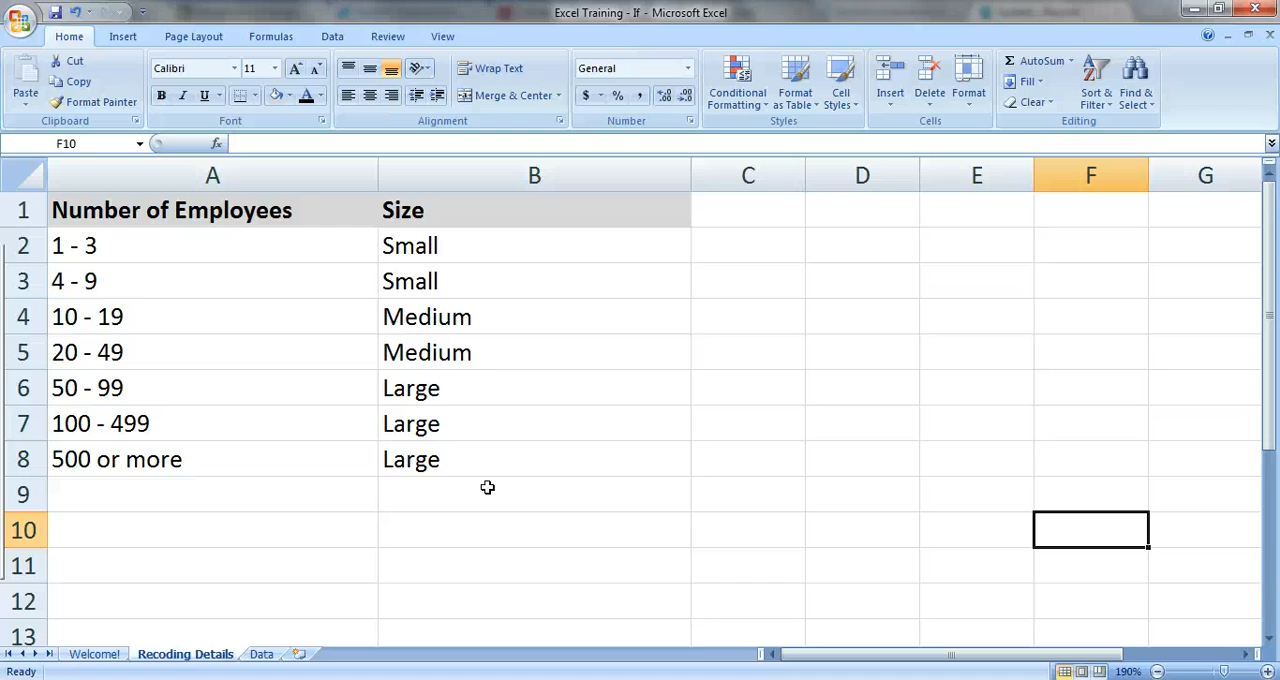 Excel Training - If - Microsoft Excel
Home Insert Page Layout Formulas Data Review View
Paste
Cut
Copy
Format Painter
Clipboard
Calibri 11
B I U
Font
Wrap Text
Merge & Center
Alignment
General
$ % ,
Number
Conditional Formatting
Format as Table
Cell Styles
Styles
Insert Delete Format
Cells
Σ AutoSum
Fill
Clear
Sort & Filter
Find & Select
Editing
F10 fx
A B C D E F G
1 Number of Employees Size
2 1 - 3 Small
3 4 - 9 Small
4 10 - 19 Medium
5 20 - 49 Medium
6 50 - 99 Large
7 100 - 499 Large
8 500 or more Large
9
10
11
12
13
Welcome! Recoding Details Data
Ready 190%